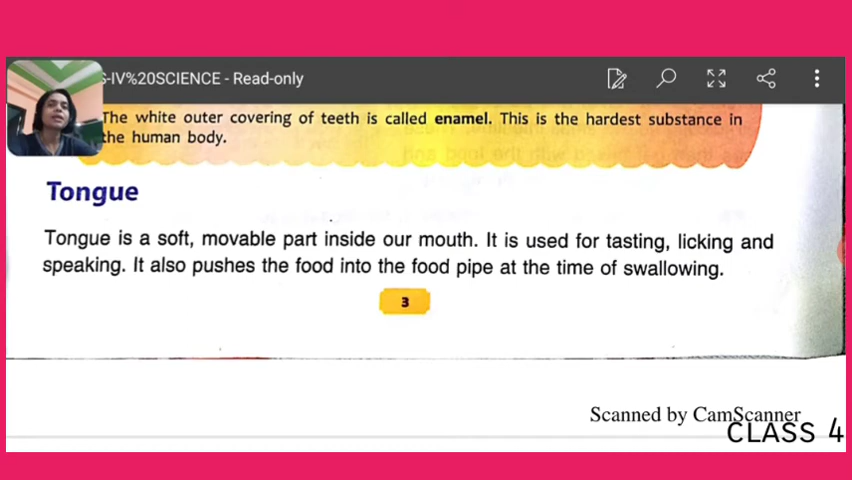 S-IV%20SCIENCE - Read-only
The white outer covering of teeth is called enamel. This is the hardest substance in
the human body.
Tongue
Tongue is a soft, movable part inside our mouth. It is used for tasting, licking and
speaking. It also pushes the food into the food pipe at the time of swallowing.
3
Scanned by CamScanner
CLASS 4